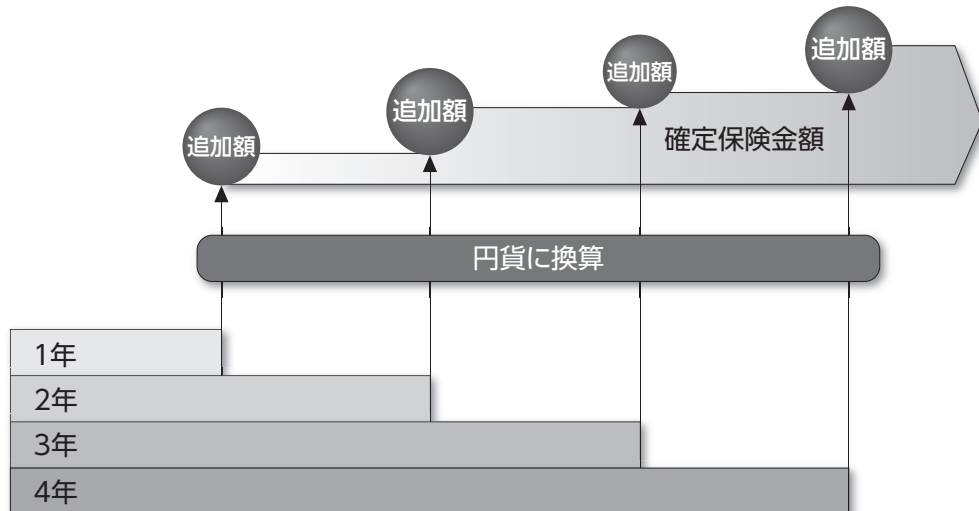 追加額
追加額
追加額
追加額
確定保険金額
円貨に換算
1年
2年
3年
4年